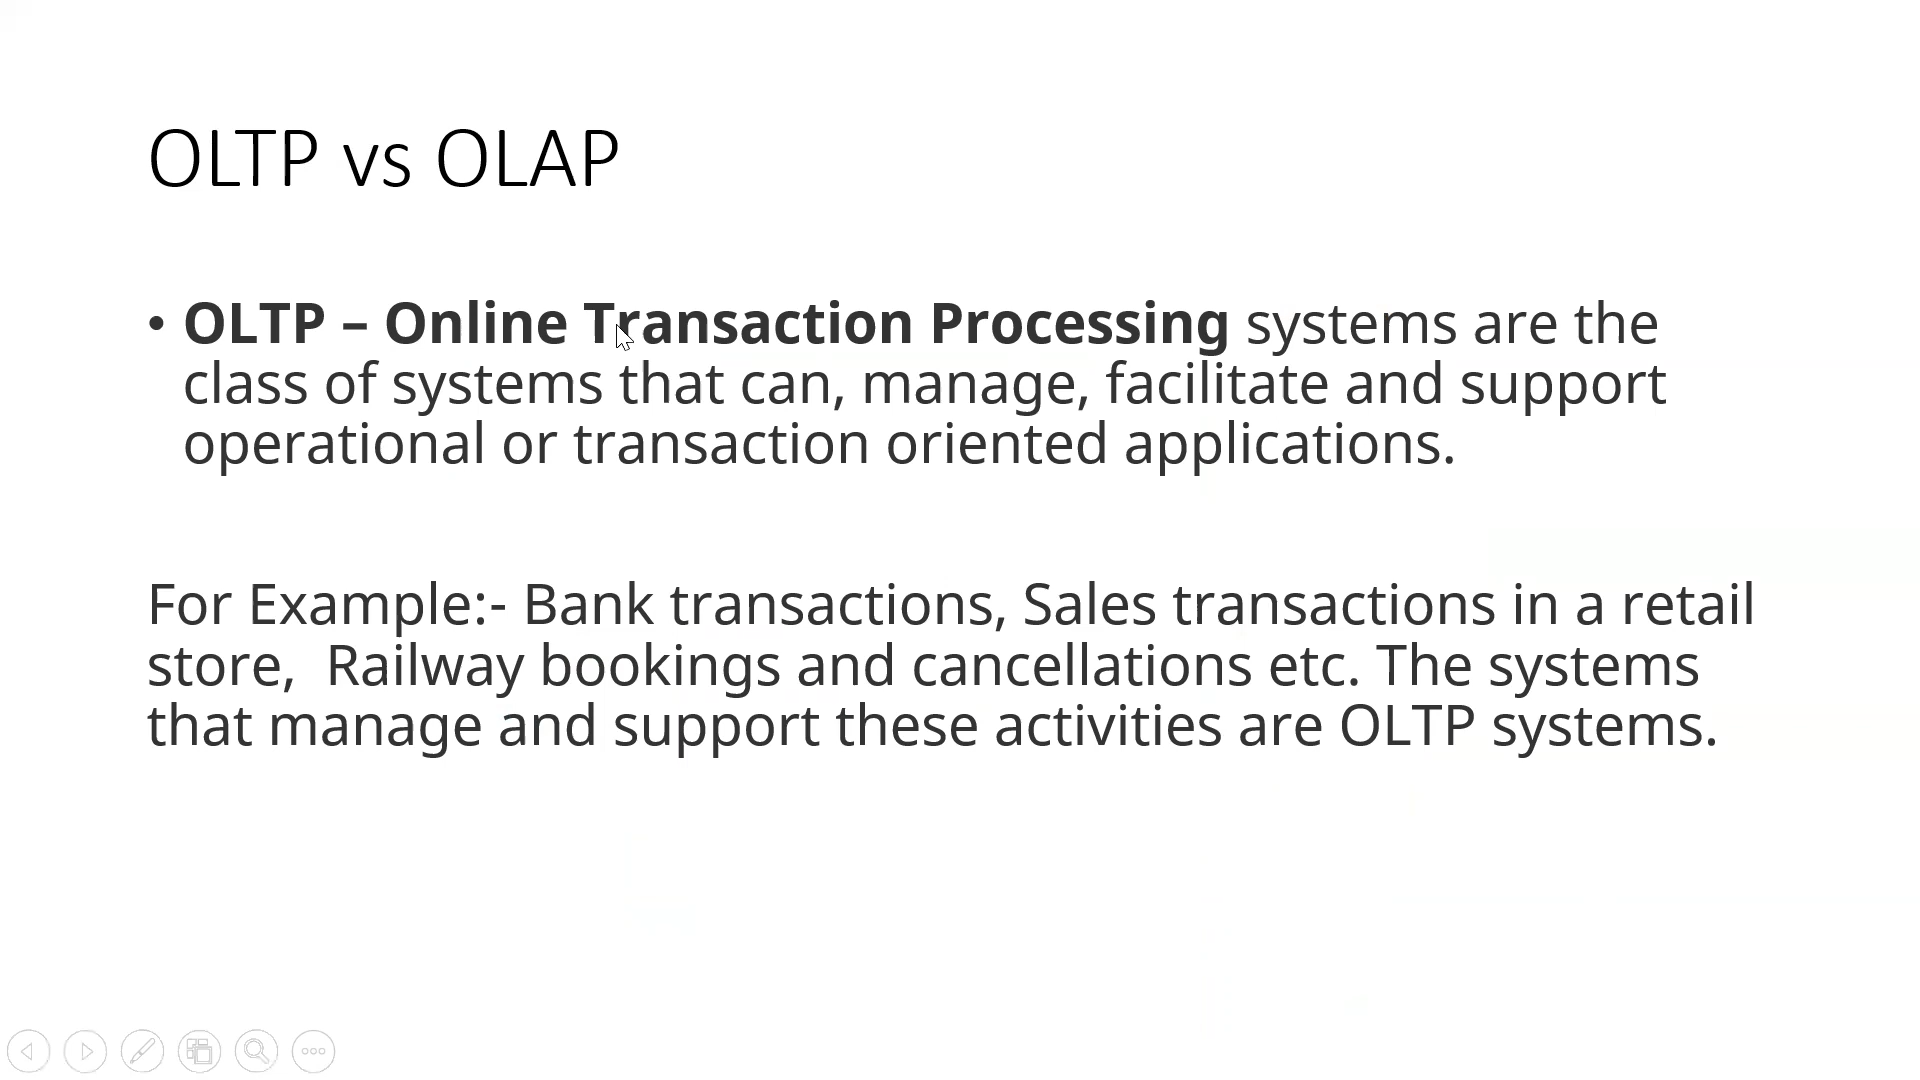 OLTP vs OLAP
• OLTP – Online Transaction Processing systems are the
class of systems that can, manage, facilitate and support
operational or transaction oriented applications.
For Example:- Bank transactions, Sales transactions in a retail
store,  Railway bookings and cancellations etc. The systems
that manage and support these activities are OLTP systems.